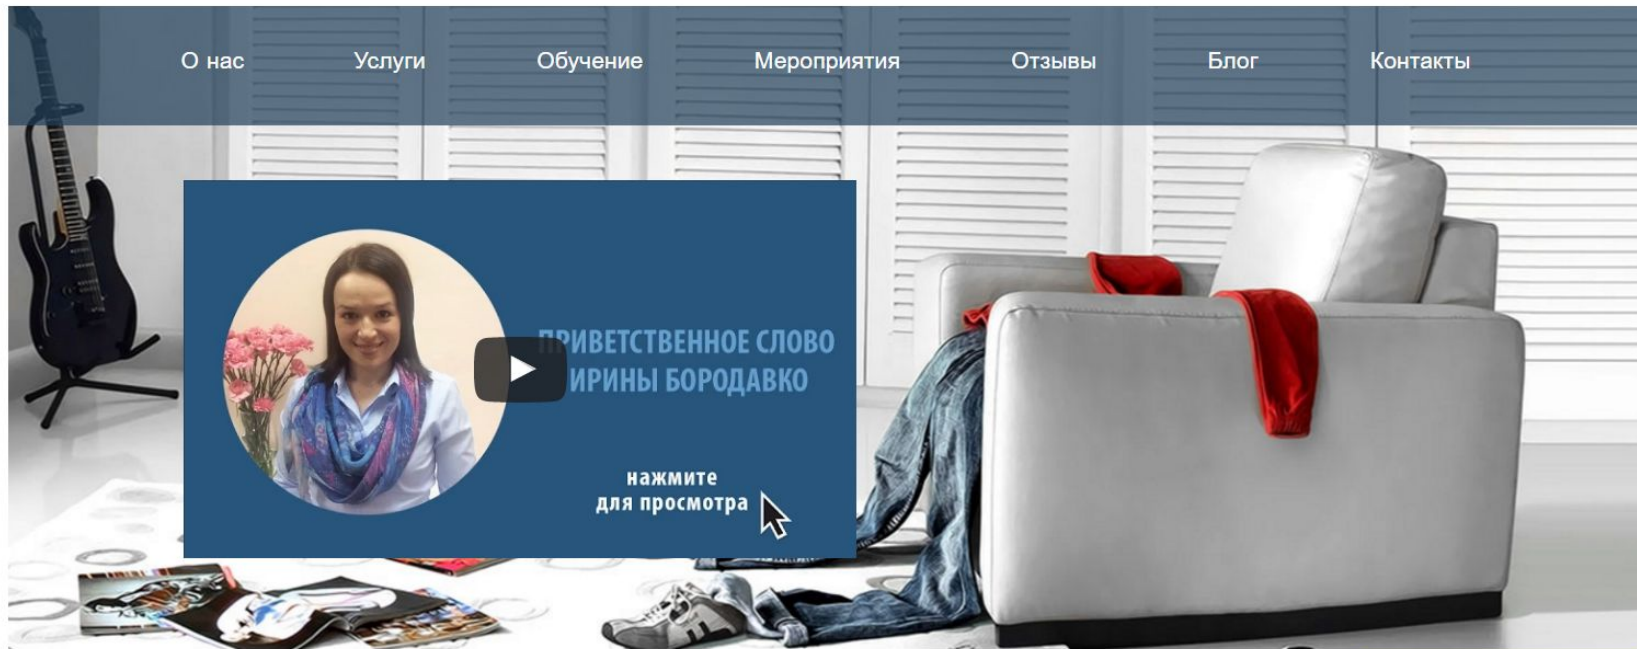 О нас Услуги Обучение Мероприятия Отзывы Блог Контакты
ПРИВЕТСТВЕННОЕ СЛОВО
ИРИНЫ БОРОДАВКО
нажмите
для просмотра